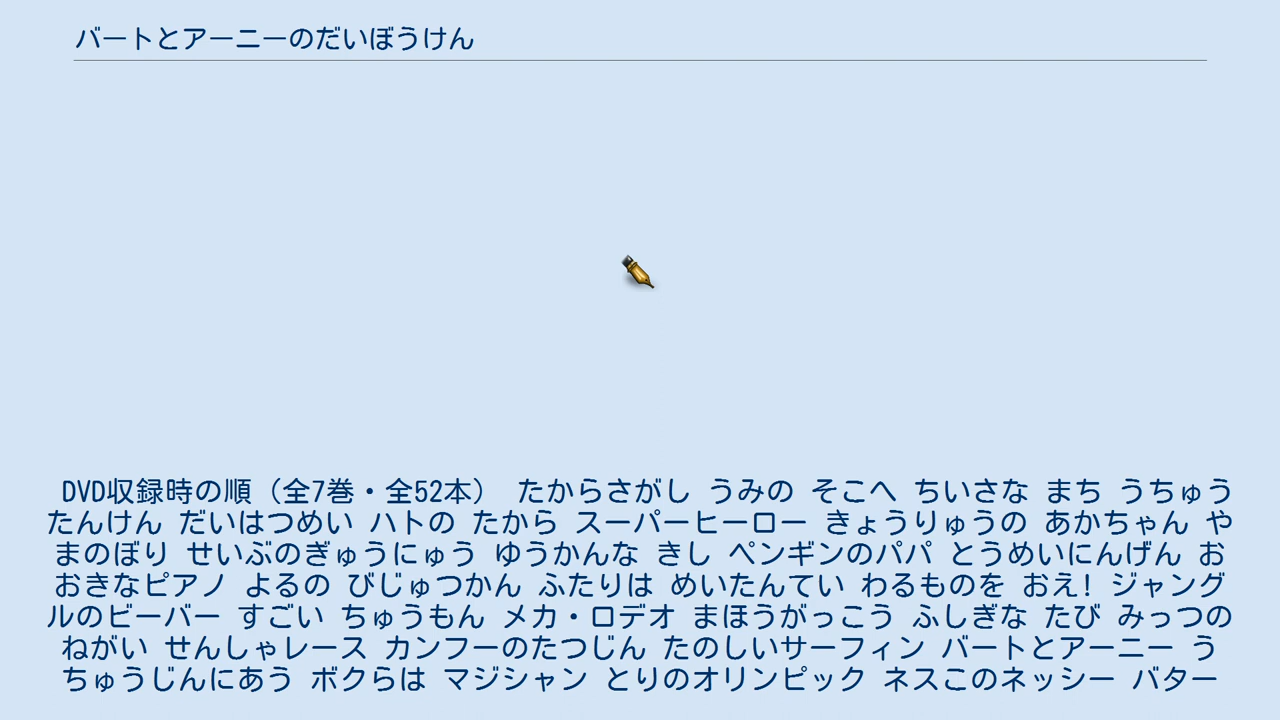 バートとアーニーのだいぼうけん
DVD収録時の順（全7巻・全52本） たからさがし うみの そこへ ちいさな まち うちゅう
たんけん だいはつめい ハトの たから スーパーヒーロー きょうりゅうの あかちゃん や
まのぼり せいぶのぎゅうにゅう ゆうかんな きし ペンギンのパパ とうめいにんげん お
おきなピアノ よるの びじゅつかん ふたりは めいたんてい わるものを おえ! ジャング
ルのビーバー すごい ちゅうもん メカ・ロデオ まほうがっこう ふしぎな たび みっつの
ねがい せんしゃレース カンフーのたつじん たのしいサーフィン バートとアーニー う
ちゅうじんにあう ボクらは マジシャン とりのオリンピック ネスこのネッシー バター